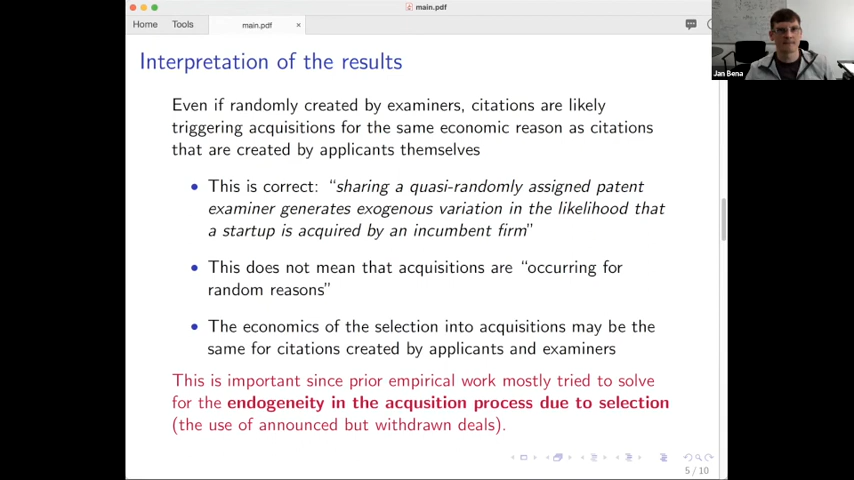 main.pdf
Home
Tools
main.pdf
×
Jan Bena
Interpretation of the results
Even if randomly created by examiners, citations are likely
triggering acquisitions for the same economic reason as citations
that are created by applicants themselves
• This is correct: "sharing a quasi-randomly assigned patent
examiner generates exogenous variation in the likelihood that
a startup is acquired by an incumbent firm"
• This does not mean that acquisitions are "occurring for
random reasons"
• The economics of the selection into acquisitions may be the
same for citations created by applicants and examiners
This is important since prior empirical work mostly tried to solve
for the endogeneity in the acqusition process due to selection
(the use of announced but withdrawn deals).
5 / 10